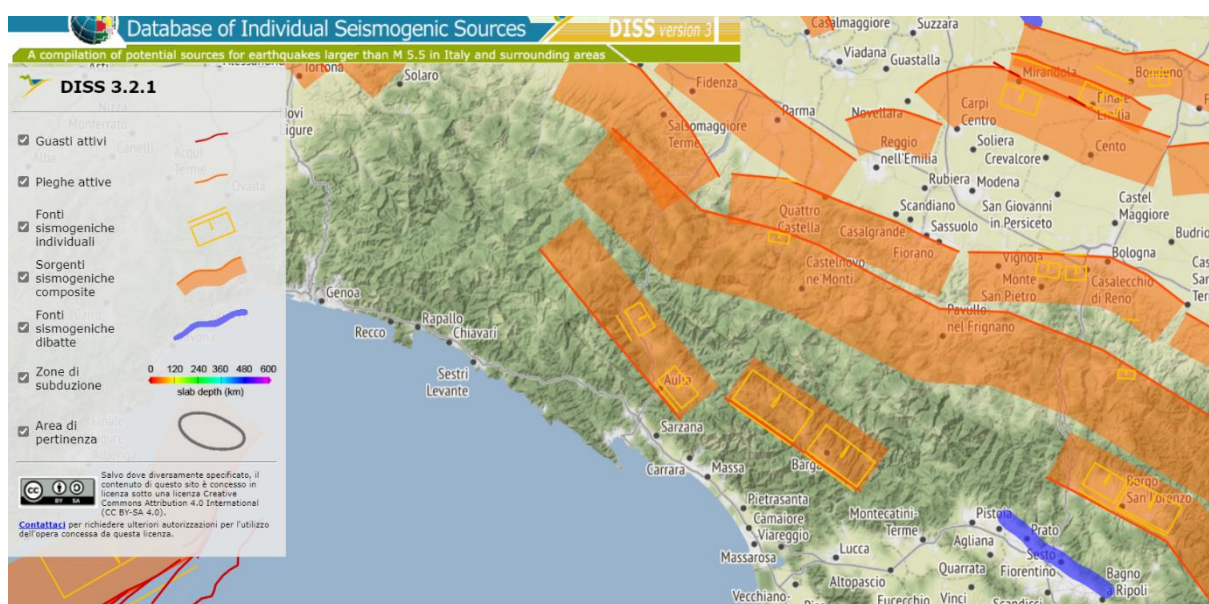 Database of Individual Seismogenic Sources
DISS version 3
A compilation of potential sources for earthquakes larger than M 5.5 in Italy and surrounding areas
DISS 3.2.1
Guasti attivi
Pieghe attive
Fonti
sismogeniche
individuali
Sorgenti
sismogeniche
composite
Fonti
sismogeniche
dibatte
Zone di
subduzione
0 120 240 360 480 600
slab depth (km)
Area di
pertinenza
cc
BY SA
Salvo dove diversamente specificato, il
contenuto di questo sito è concesso in
licenza sotto una licenza Creative
Commons Attribution 4.0 International
(CC BY-SA 4.0).
Contattaci per richiedere ulteriori autorizzazioni per l'utilizzo
dell'opera concessa da questa licenza.
Casalmaggiore
Suzzara
Viadana
Guastalla
Tortona
Solaro
Fidenza
Parma
Novellara
Mirandola
Bondeno
Finale
Emilia
Carpi
Centro
Salsomaggiore
Terme
Reggio
nell'Emilia
Soliera
Crevalcore
Cento
Rubiera
Modena
Scandiano
San Giovanni
in Persiceto
Castel
Maggiore
Quattro
Castella
Casalgrande
Sassuolo
Fiorano
Budrio
Bologna
Vignola
Monte
San Pietro
Casalecchio
di Reno
Castelnovo
ne Monti
Pavullo
nel Frignano
Genoa
Recco
Rapallo
Chiavari
Sestri
Levante
Aulla
Sarzana
Carrara
Massa
Barga
Borgo
San Lorenzo
Pietrasanta
Camaiore
Viareggio
Massarosa
Montecatini-
Terme
Pistoia
Agliana
Prato
Sesto
Fiorentino
Lucca
Altopascio
Quarrata
Bagno
a Ripoli
Vecchiano
Fucecchio
Vinci
Scandicci